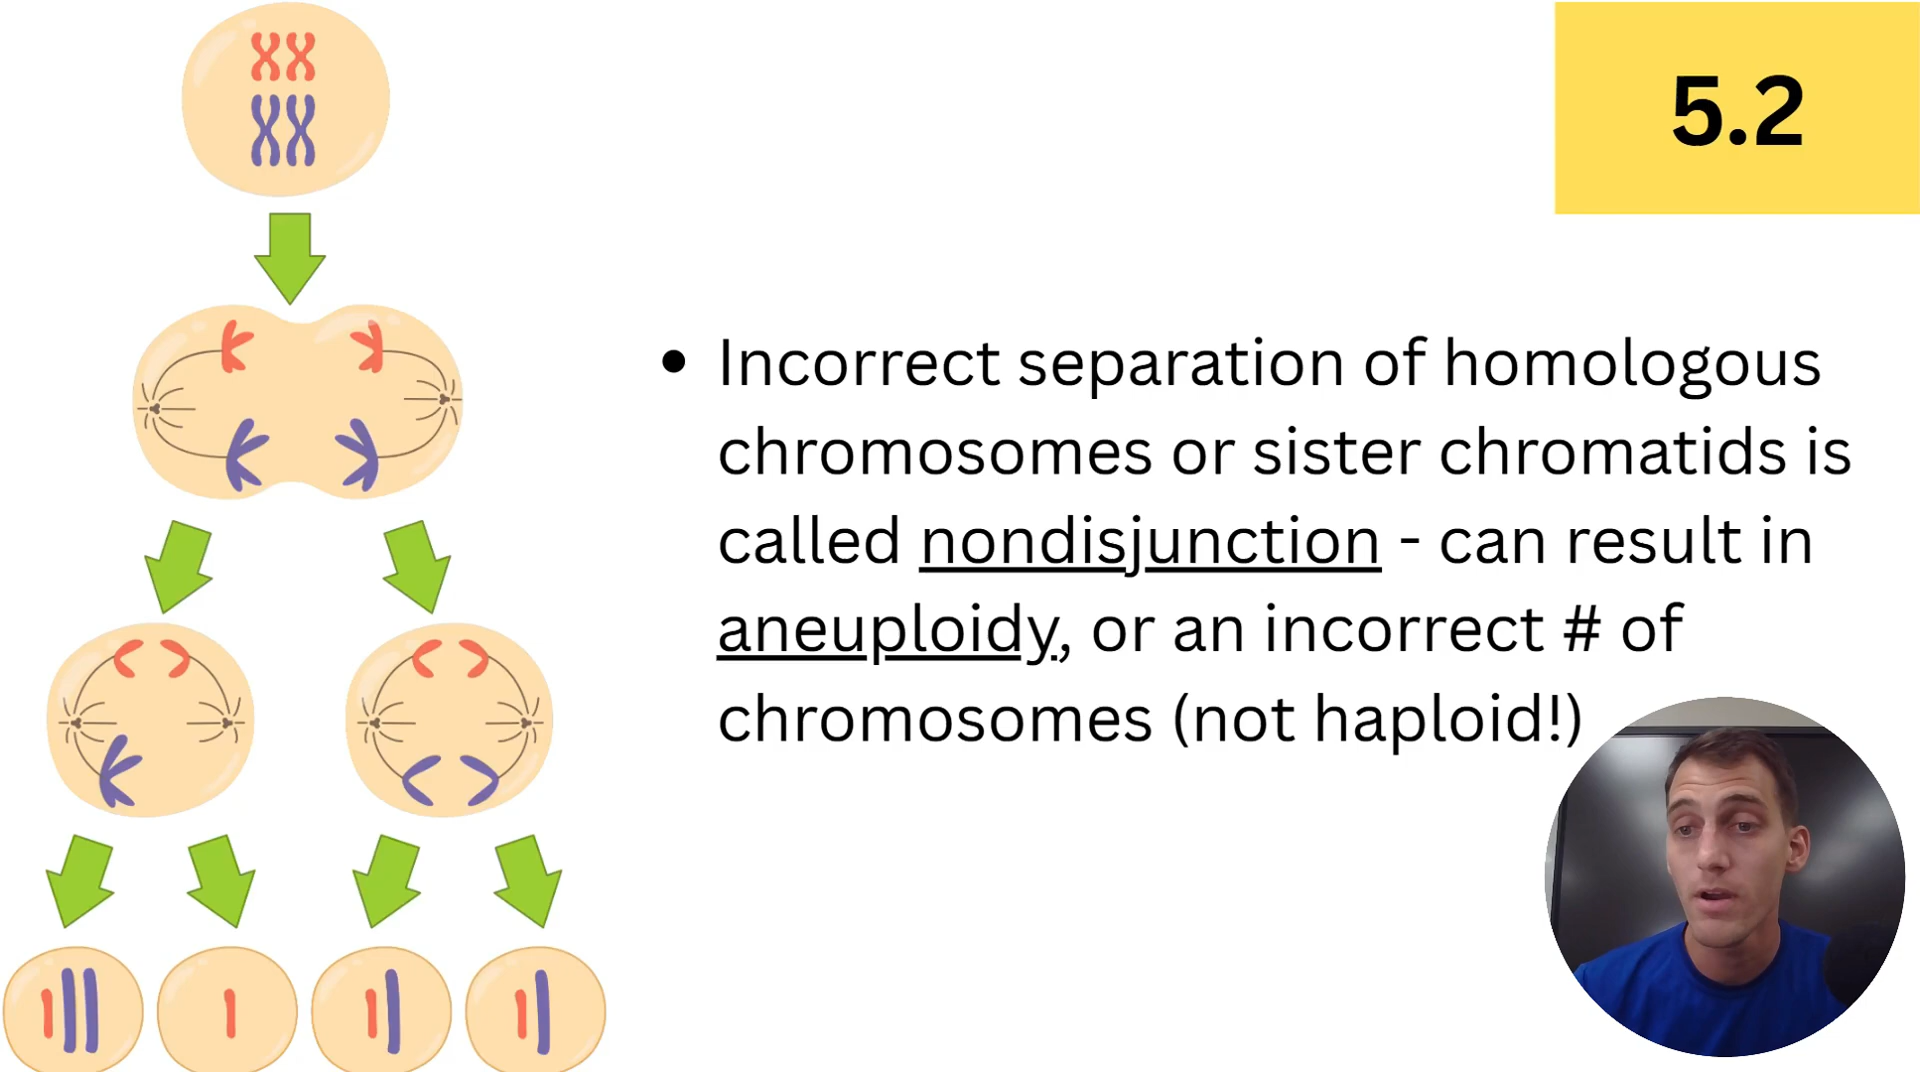 5.2
• Incorrect separation of homologous
chromosomes or sister chromatids is
called nondisjunction - can result in
aneuploidy, or an incorrect # of
chromosomes (not haploid!)